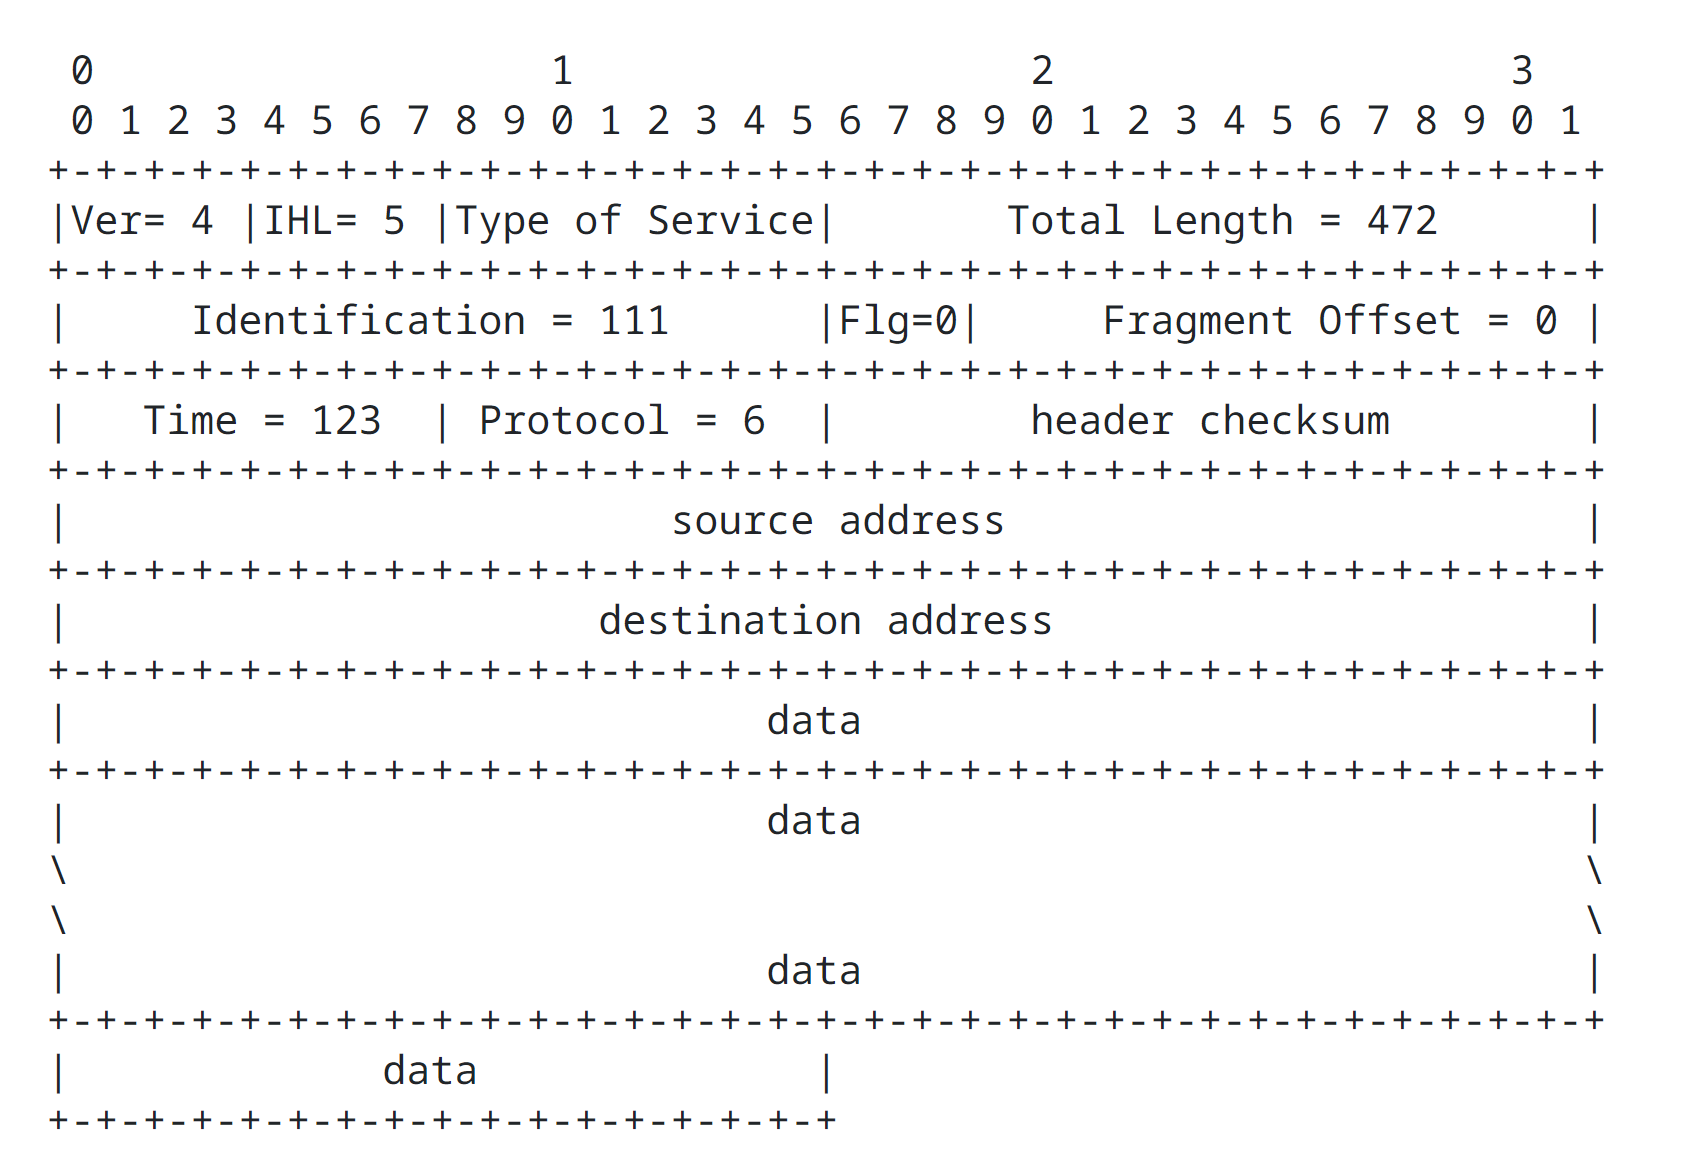 0                   1                   2                   3
 0 1 2 3 4 5 6 7 8 9 0 1 2 3 4 5 6 7 8 9 0 1 2 3 4 5 6 7 8 9 0 1
+-+-+-+-+-+-+-+-+-+-+-+-+-+-+-+-+-+-+-+-+-+-+-+-+-+-+-+-+-+-+-+-+
|Ver= 4 |IHL= 5 |Type of Service|       Total Length = 472      |
+-+-+-+-+-+-+-+-+-+-+-+-+-+-+-+-+-+-+-+-+-+-+-+-+-+-+-+-+-+-+-+-+
|     Identification = 111      |Flg=0|     Fragment Offset = 0 |
+-+-+-+-+-+-+-+-+-+-+-+-+-+-+-+-+-+-+-+-+-+-+-+-+-+-+-+-+-+-+-+-+
|   Time = 123  | Protocol = 6  |        header checksum        |
+-+-+-+-+-+-+-+-+-+-+-+-+-+-+-+-+-+-+-+-+-+-+-+-+-+-+-+-+-+-+-+-+
|                         source address                        |
+-+-+-+-+-+-+-+-+-+-+-+-+-+-+-+-+-+-+-+-+-+-+-+-+-+-+-+-+-+-+-+-+
|                      destination address                      |
+-+-+-+-+-+-+-+-+-+-+-+-+-+-+-+-+-+-+-+-+-+-+-+-+-+-+-+-+-+-+-+-+
|                             data                              |
+-+-+-+-+-+-+-+-+-+-+-+-+-+-+-+-+-+-+-+-+-+-+-+-+-+-+-+-+-+-+-+-+
|                             data                              |
\                                                               \
\                                                               \
|                             data                              |
+-+-+-+-+-+-+-+-+-+-+-+-+-+-+-+-+-+-+-+-+-+-+-+-+-+-+-+-+-+-+-+-+
|             data              |
+-+-+-+-+-+-+-+-+-+-+-+-+-+-+-+-+